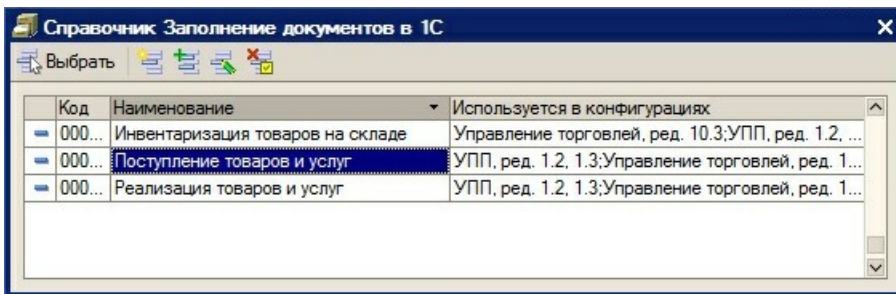 Справочник Заполнение документов в 1С
Выбрать
Код Наименование Используется в конфигурациях
000... Инвентаризация товаров на складе Управление торговлей, ред. 10.3;УПП, ред. 1.2, ...
000... Поступление товаров и услуг УПП, ред. 1.2, 1.3;Управление торговлей, ред. 1...
000... Реализация товаров и услуг УПП, ред. 1.2, 1.3;Управление торговлей, ред. 1...